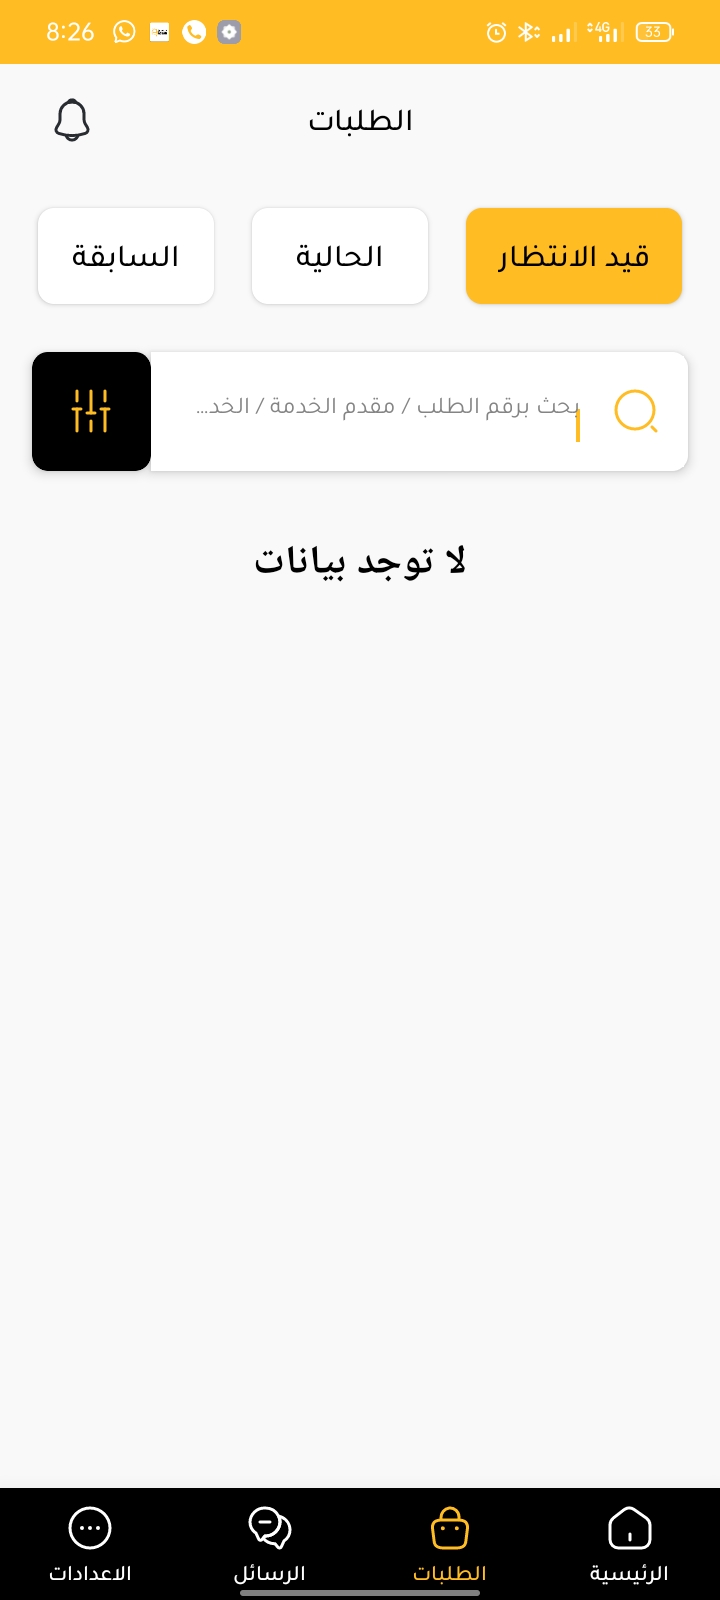 8:26
4G
33
الطلبات
قيد الانتظار
الحالية
السابقة
بحث برقم الطلب / مقدم الخدمة / الخد...
لا توجد بيانات
الرئيسية
الطلبات
الرسائل
الاعدادات